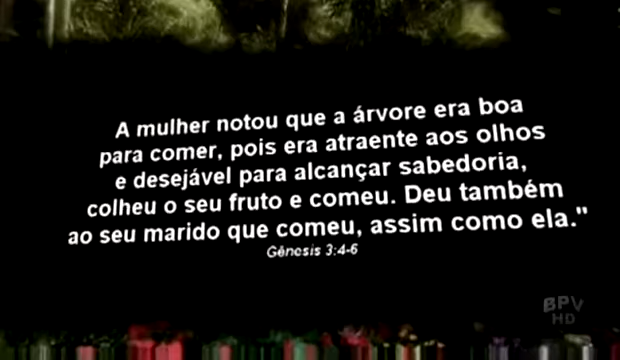 A mulher notou que a árvore era boa
para comer, pois era atraente aos olhos
e desejável para alcançar sabedoria,
colheu o seu fruto e comeu. Deu também
ao seu marido que comeu, assim como ela."
Gênesis 3:4-6
BPV
HD